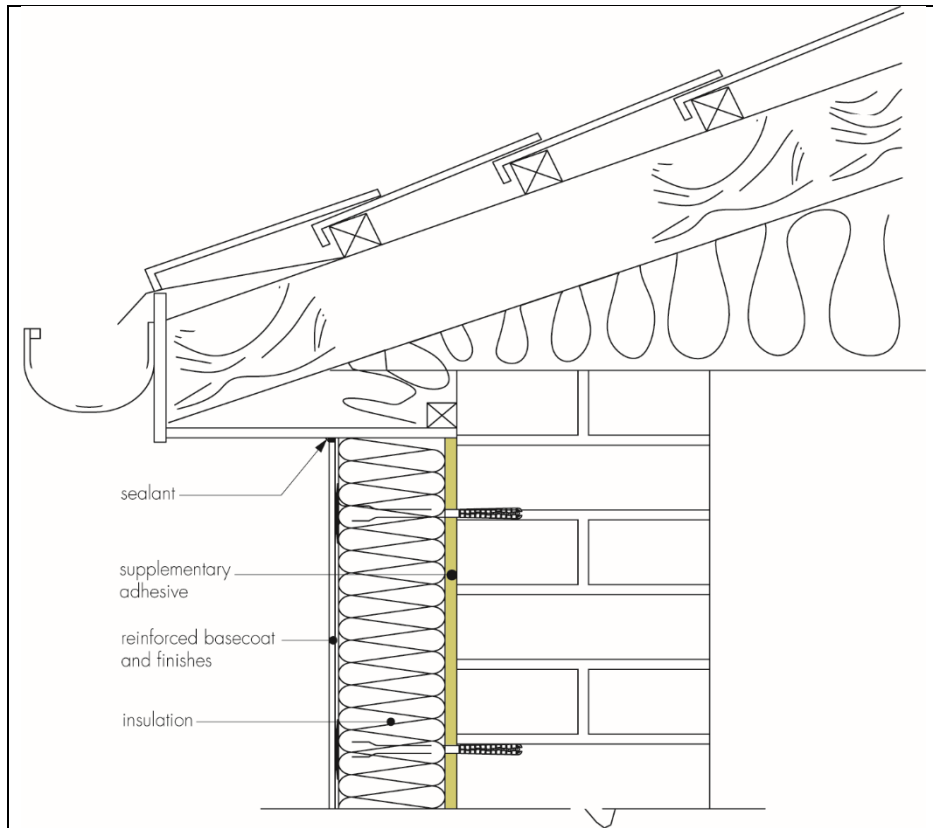 sealant
supplementary
adhesive
reinforced basecoat
and finishes
insulation